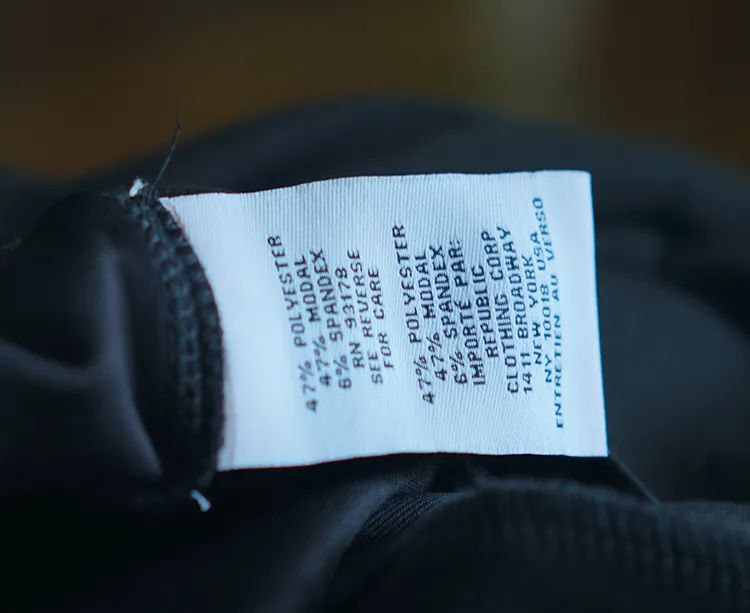 47% POLYESTER
47% MODAL
6% SPANDEX
RN 93178
SEE REVERSE
FOR CARE
47% POLYESTER
47% MODAL
6% SPANDEX
IMPORTÉ PAR:
REPUBLIC
CLOTHING CORP
1411 BROADWAY
NEW YORK
NY 10018 USA
ENTRETIEN AU VERSO